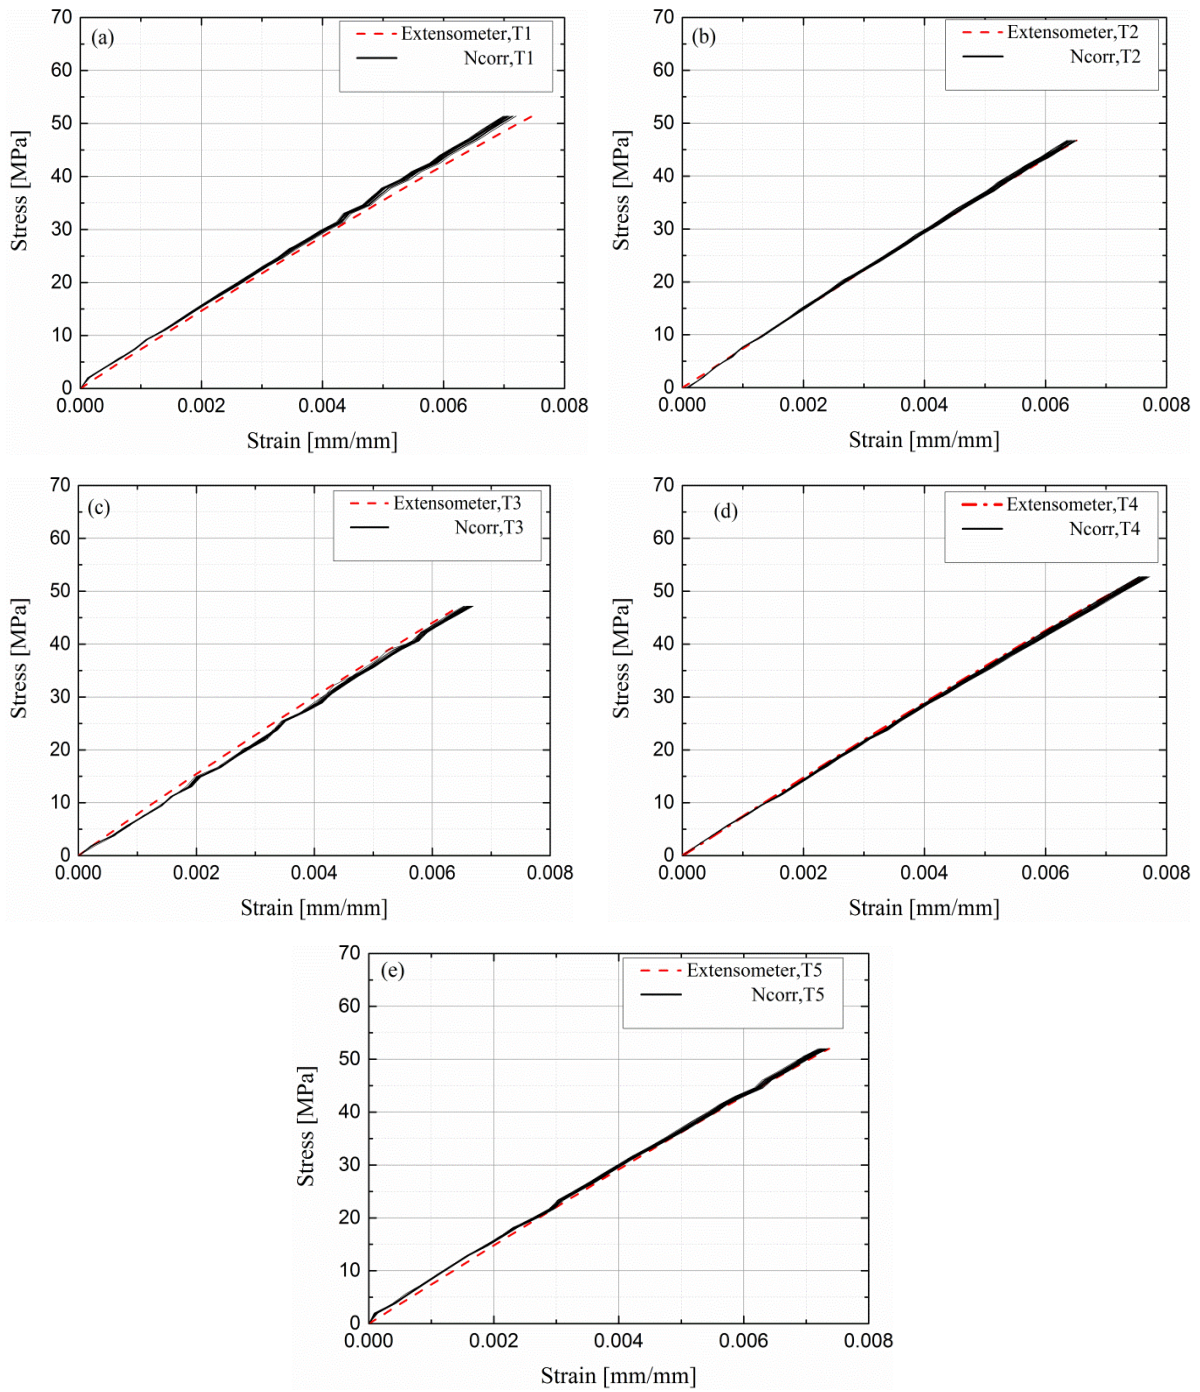 (a)
Extensometer,T1
Ncorr,T1
70
60
50
40
30
20
10
0
0.000 0.002 0.004 0.006 0.008
Stress [MPa]
Strain [mm/mm]
(b)
Extensometer,T2
Ncorr,T2
70
60
50
40
30
20
10
0
0.000 0.002 0.004 0.006 0.008
Stress [MPa]
Strain [mm/mm]
(c)
Extensometer,T3
Ncorr,T3
70
60
50
40
30
20
10
0
0.000 0.002 0.004 0.006 0.008
Stress [MPa]
Strain [mm/mm]
(d)
Extensometer,T4
Ncorr,T4
70
60
50
40
30
20
10
0
0.000 0.002 0.004 0.006 0.008
Stress [MPa]
Strain [mm/mm]
(e)
Extensometer,T5
Ncorr,T5
70
60
50
40
30
20
10
0
0.000 0.002 0.004 0.006 0.008
Stress [MPa]
Strain [mm/mm]